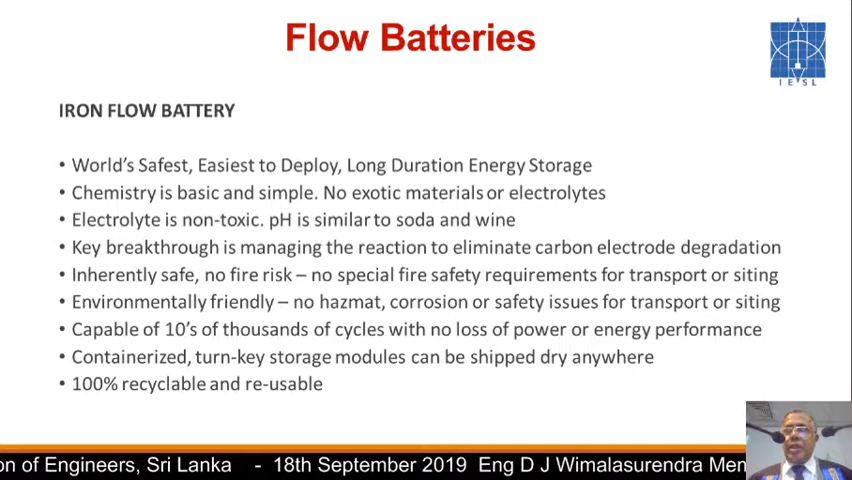 Flow Batteries
IESL
IRON FLOW BATTERY
• World's Safest, Easiest to Deploy, Long Duration Energy Storage
• Chemistry is basic and simple. No exotic materials or electrolytes
• Electrolyte is non-toxic. pH is similar to soda and wine
• Key breakthrough is managing the reaction to eliminate carbon electrode degradation
• Inherently safe, no fire risk – no special fire safety requirements for transport or siting
• Environmentally friendly – no hazmat, corrosion or safety issues for transport or siting
• Capable of 10's of thousands of cycles with no loss of power or energy performance
• Containerized, turn-key storage modules can be shipped dry anywhere
• 100% recyclable and re-usable
on of Engineers, Sri Lanka - 18th September 2019 Eng D J Wimalasurendra Mem